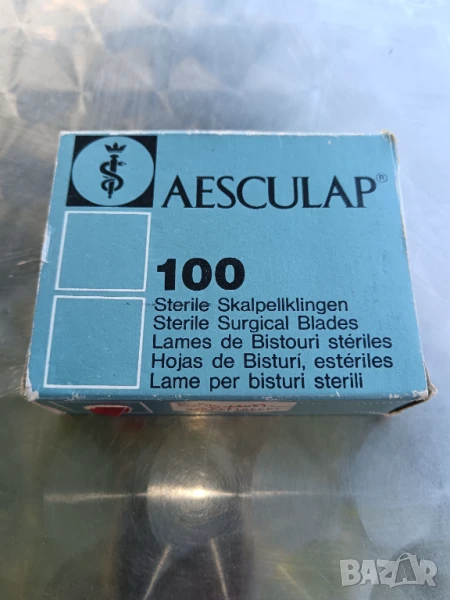 AESCULAP®
100
Sterile Skalpellklingen
Sterile Surgical Blades
Lames de Bistouri stériles
Hojas de Bisturí, estériles
Lame per bisturi sterili
BAZAR